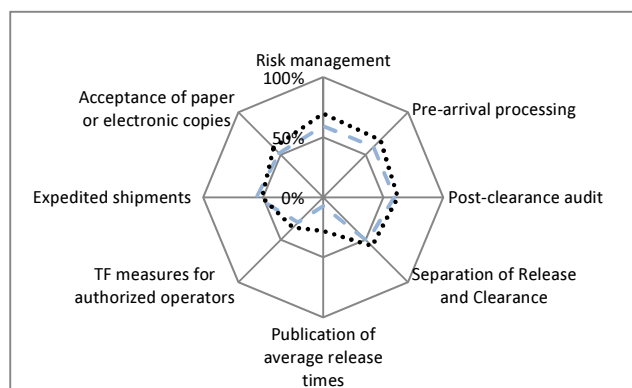 Risk management
100%
Acceptance of paper
or electronic copies
Pre-arrival processing
50%
Expedited shipments
0%
Post-clearance audit
TF measures for
authorized operators
Separation of Release
and Clearance
Publication of
average release
times